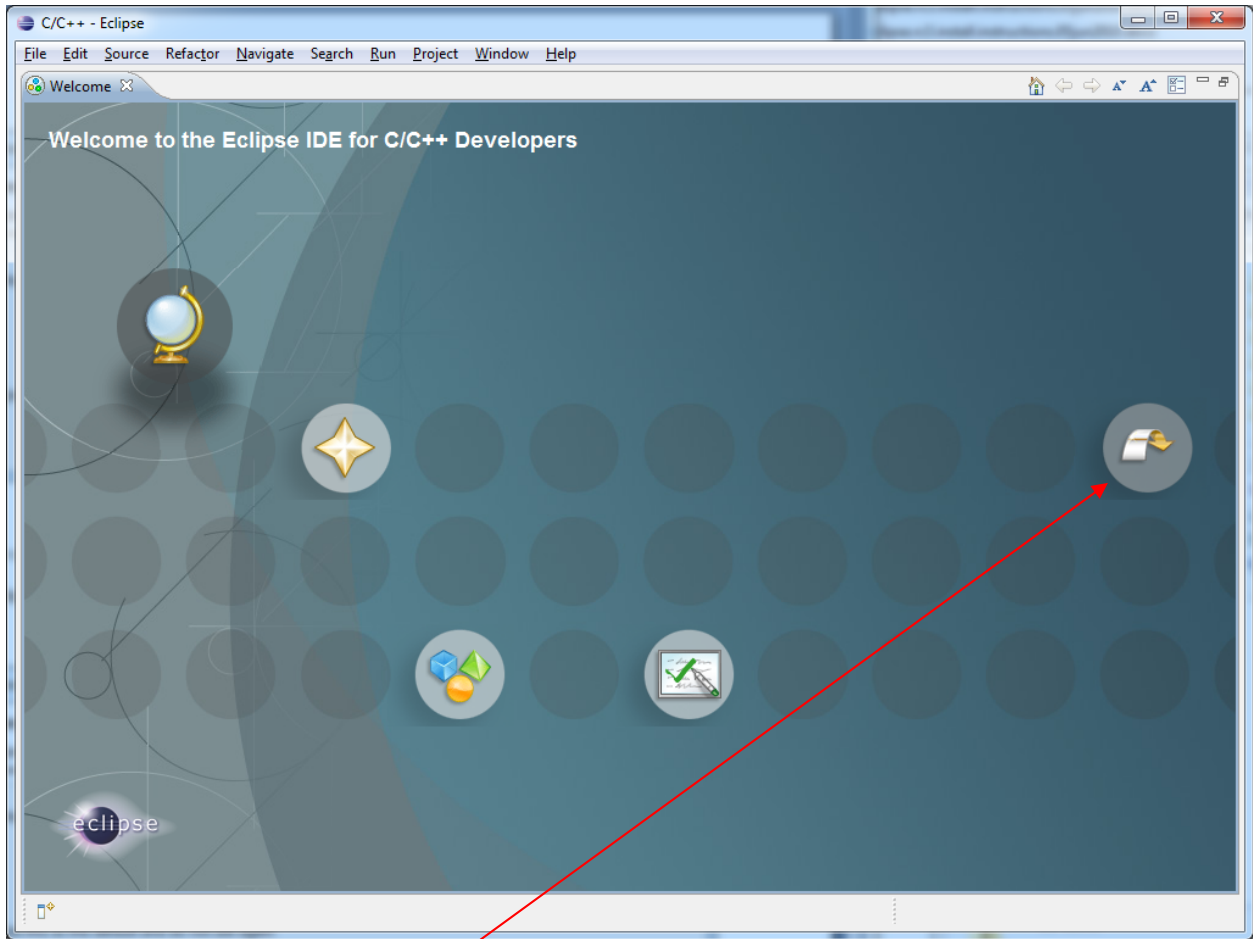 C/C++ - Eclipse
File Edit Source Refactor Navigate Search Run Project Window Help
Welcome
Welcome to the Eclipse IDE for C/C++ Developers
eclipse